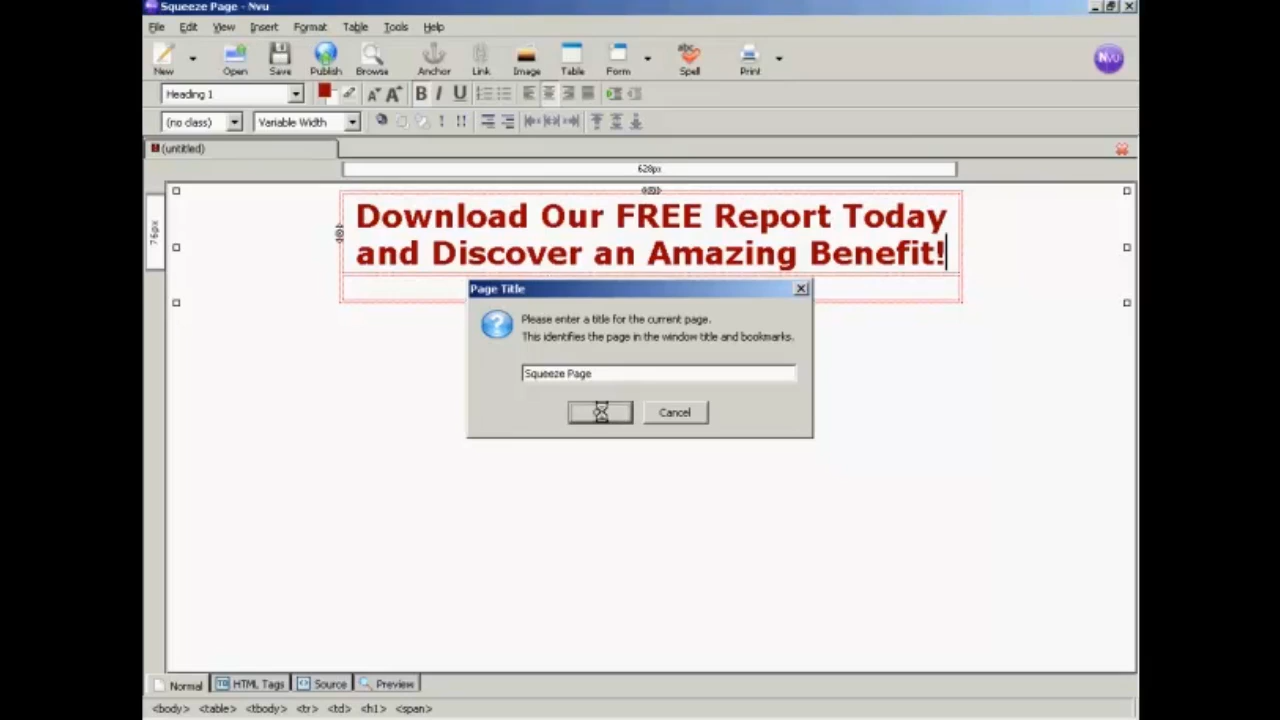 Squeeze Page - Nvu
File Edit View Insert Format Table Tools Help
New Open Save Publish Browse Anchor Link Image Table Form Spell Print
Nvu
Heading 1 B I U
(no class) Variable Width
(untitled)
628px
76px
Download Our FREE Report Today
and Discover an Amazing Benefit!
Page Title
Please enter a title for the current page.
This identifies the page in the window title and bookmarks.
Squeeze Page
Cancel
Normal HTML Tags Source Preview
<body> <table> <tbody> <tr> <td> <h1> <span>